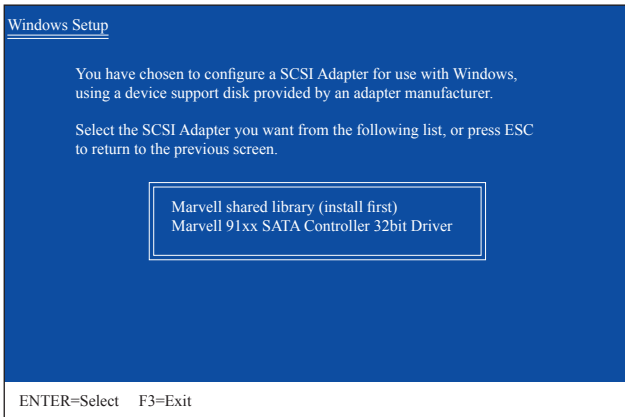 Windows Setup
You have chosen to configure a SCSI Adapter for use with Windows,
using a device support disk provided by an adapter manufacturer.
Select the SCSI Adapter you want from the following list, or press ESC
to return to the previous screen.
Marvell shared library (install first)
Marvell 91xx SATA Controller 32bit Driver
ENTER=Select F3=Exit